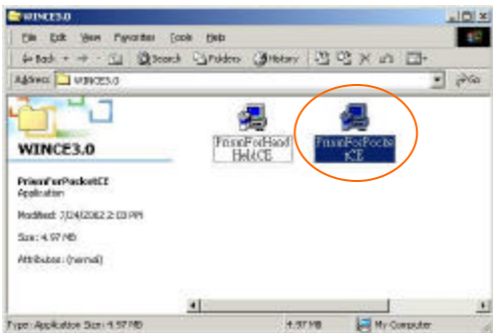 WINCE3.0
File Edit View Favorites Tools Help
Back Search Folders History
Address WINCE3.0 Go
WINCE3.0
PrismForHand
HeldCE
PrismForPocke
tCE
PrismForPocketCE
Application
Modified: 7/24/2002 2:03 PM
Size: 4.97 MB
Attributes: (normal)
Type: Application Size: 4.97 MB 4.97 MB My Computer